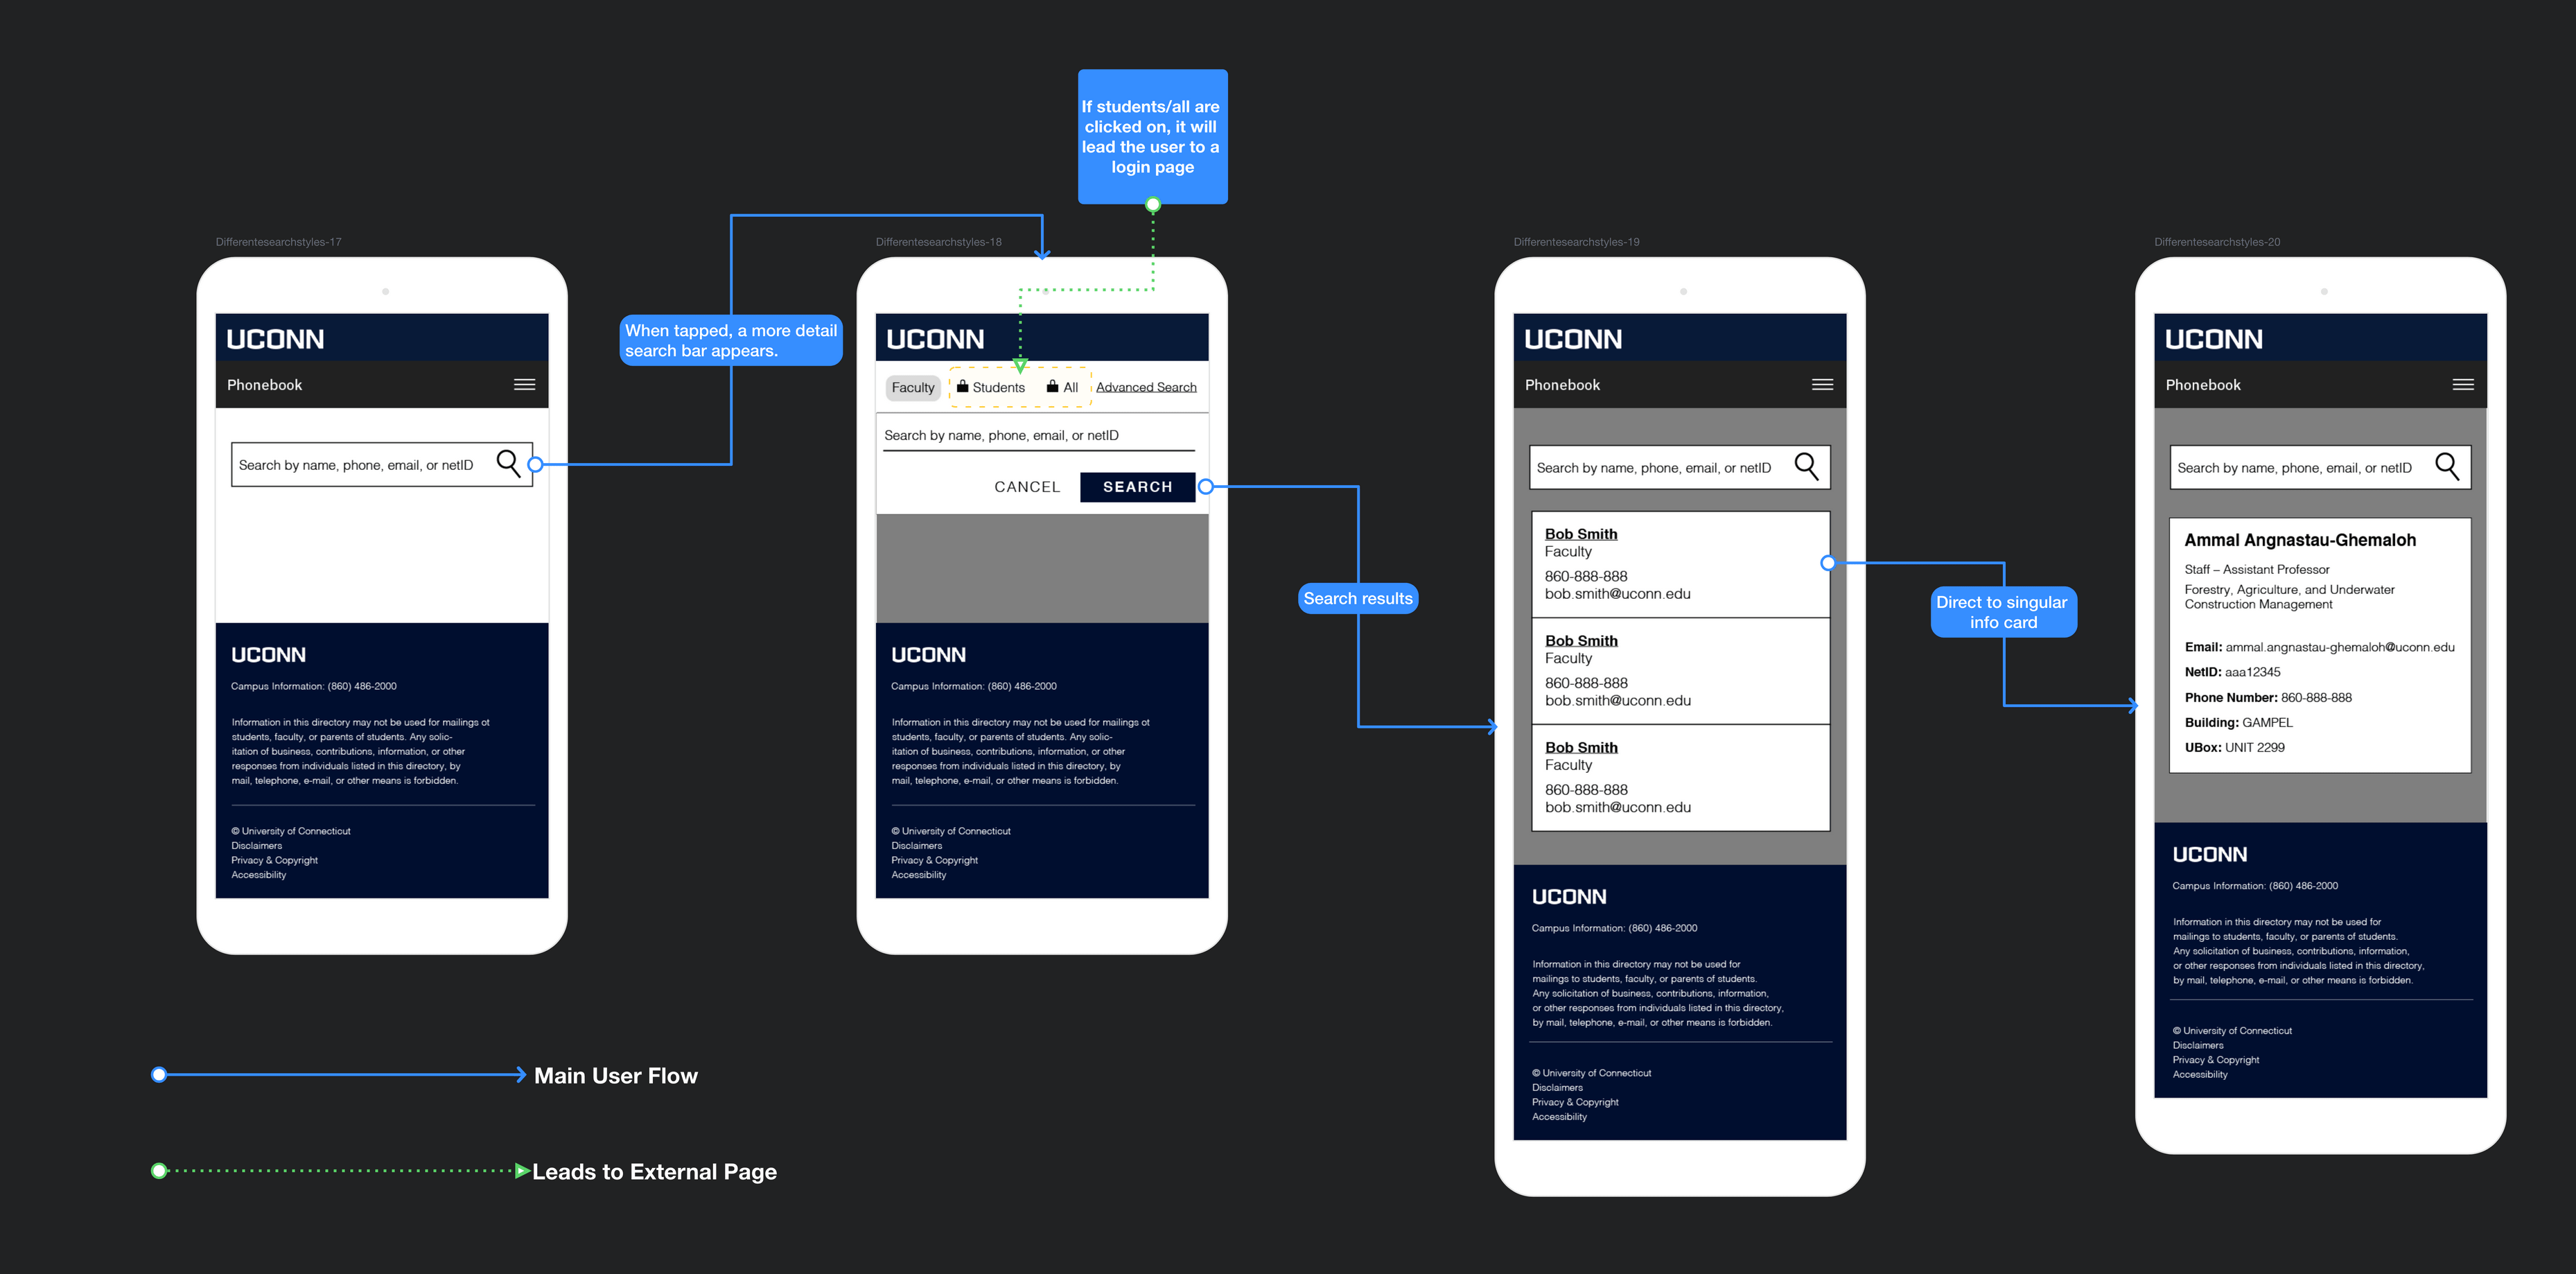 If students/all are
clicked on, it will
lead the user to a
login page
Differentesearchstyles-17
UCONN
Phonebook
Search by name, phone, email, or netID
UCONN
Campus Information: (860) 486-2000
Information in this directory may not be used for mailings ot
students, faculty, or parents of students. Any solic-
itation of business, contributions, information, or other
responses from individuals listed in this directory, by
mail, telephone, e-mail, or other means is forbidden.
© University of Connecticut
Disclaimers
Privacy & Copyright
Accessibility
When tapped, a more detail
search bar appears.
Differentesearchstyles-18
UCONN
Faculty Students All Advanced Search
Search by name, phone, email, or netID
CANCEL SEARCH
UCONN
Campus Information: (860) 486-2000
Information in this directory may not be used for mailings ot
students, faculty, or parents of students. Any solic-
itation of business, contributions, information, or other
responses from individuals listed in this directory, by
mail, telephone, e-mail, or other means is forbidden.
© University of Connecticut
Disclaimers
Privacy & Copyright
Accessibility
Search results
Differentesearchstyles-19
UCONN
Phonebook
Search by name, phone, email, or netID
Bob Smith
Faculty
860-888-888
bob.smith@uconn.edu
Bob Smith
Faculty
860-888-888
bob.smith@uconn.edu
Bob Smith
Faculty
860-888-888
bob.smith@uconn.edu
UCONN
Campus Information: (860) 486-2000
Information in this directory may not be used for
mailings to students, faculty, or parents of students.
Any solicitation of business, contributions, information,
or other responses from individuals listed in this directory,
by mail, telephone, e-mail, or other means is forbidden.
© University of Connecticut
Disclaimers
Privacy & Copyright
Accessibility
Direct to singular
info card
Differentesearchstyles-20
UCONN
Phonebook
Search by name, phone, email, or netID
Ammal Angnastau-Ghemaloh
Staff – Assistant Professor
Forestry, Agriculture, and Underwater
Construction Management
Email: ammal.angnastau-ghemaloh@uconn.edu
NetID: aaa12345
Phone Number: 860-888-888
Building: GAMPEL
UBox: UNIT 2299
UCONN
Campus Information: (860) 486-2000
Information in this directory may not be used for
mailings to students, faculty, or parents of students.
Any solicitation of business, contributions, information,
or other responses from individuals listed in this directory,
by mail, telephone, e-mail, or other means is forbidden.
© University of Connecticut
Disclaimers
Privacy & Copyright
Accessibility
Main User Flow
Leads to External Page